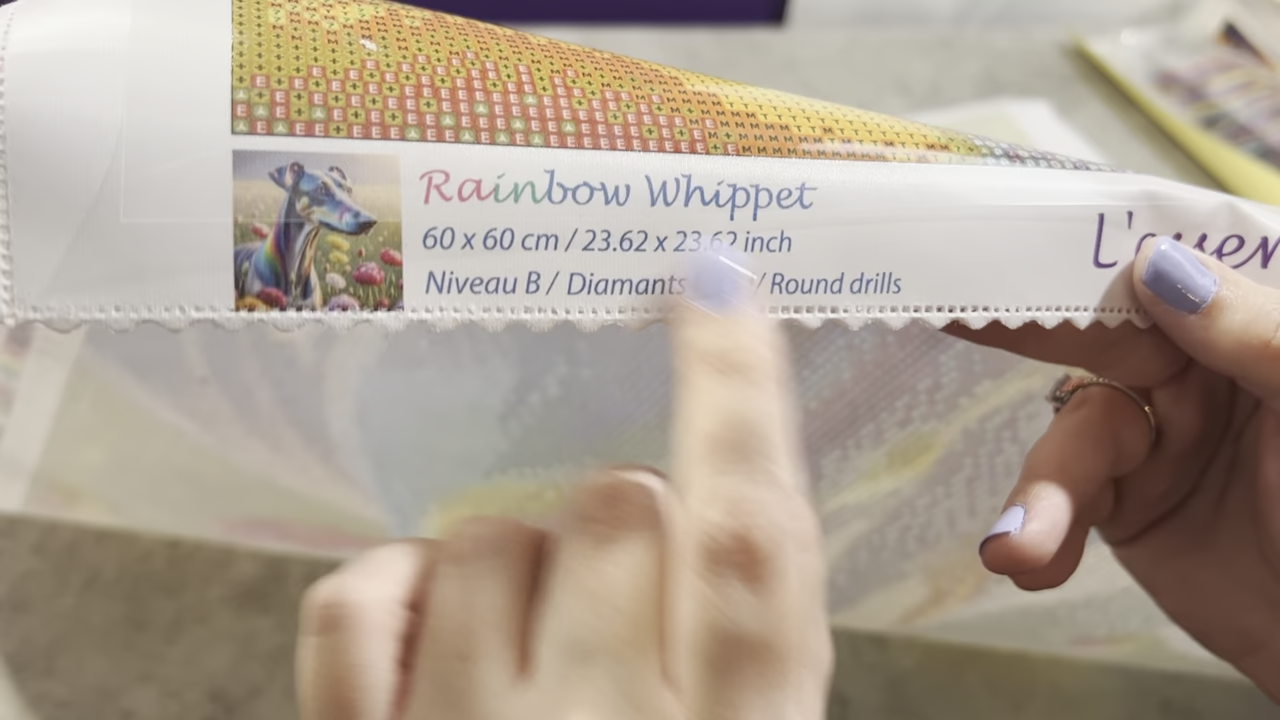 Rainbow Whippet
60 x 60 cm / 23.62 x 23.62 inch
Niveau B / Diamants / Round drills